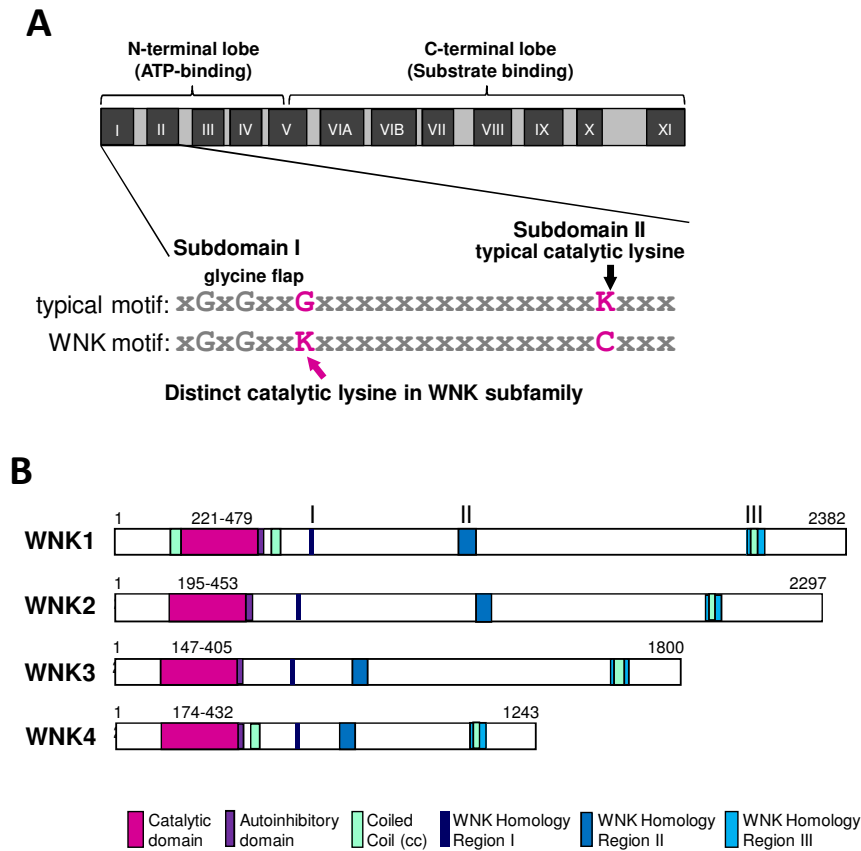 A
N-terminal lobe
(ATP-binding)
C-terminal lobe
(Substrate binding)
I II III IV V VIA VIB VII VIII IX X XI
Subdomain I
glycine flap
Subdomain II
typical catalytic lysine
typical motif: xGxGxxGxxxxxxxxxxxxxxKxxx
WNK motif: xGxGxxKxxxxxxxxxxxxxxCxxx
Distinct catalytic lysine in WNK subfamily
B
I II III
1 221-479 2382
WNK1
1 195-453 2297
WNK2
1 147-405 1800
WNK3
1 174-432 1243
WNK4
Catalytic
domain
Autoinhibitory
domain
Coiled
Coil (cc)
WNK Homology
Region I
WNK Homology
Region II
WNK Homology
Region III